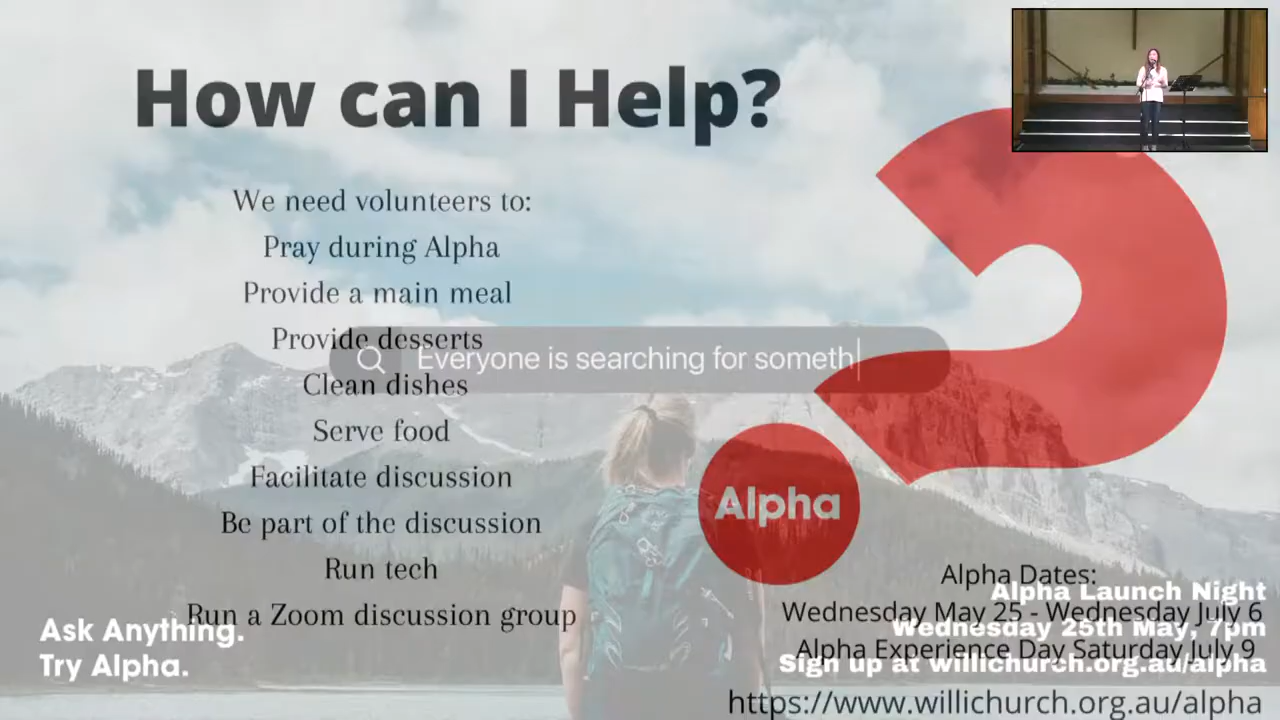 How can I Help?
We need volunteers to:
Pray during Alpha
Provide a main meal
Provide desserts
Everyone is searching for someth
Clean dishes
Serve food
Facilitate discussion
Be part of the discussion
Run tech
Run a Zoom discussion group
Ask Anything.
Try Alpha.
Alpha
Alpha Dates:
Wednesday May 25 - Wednesday July 6
Alpha Experience Day Saturday July 9
https://www.willichurch.org.au/alpha
Alpha Launch Night
Wednesday 25th May, 7pm
Sign up at willichurch.org.au/alpha